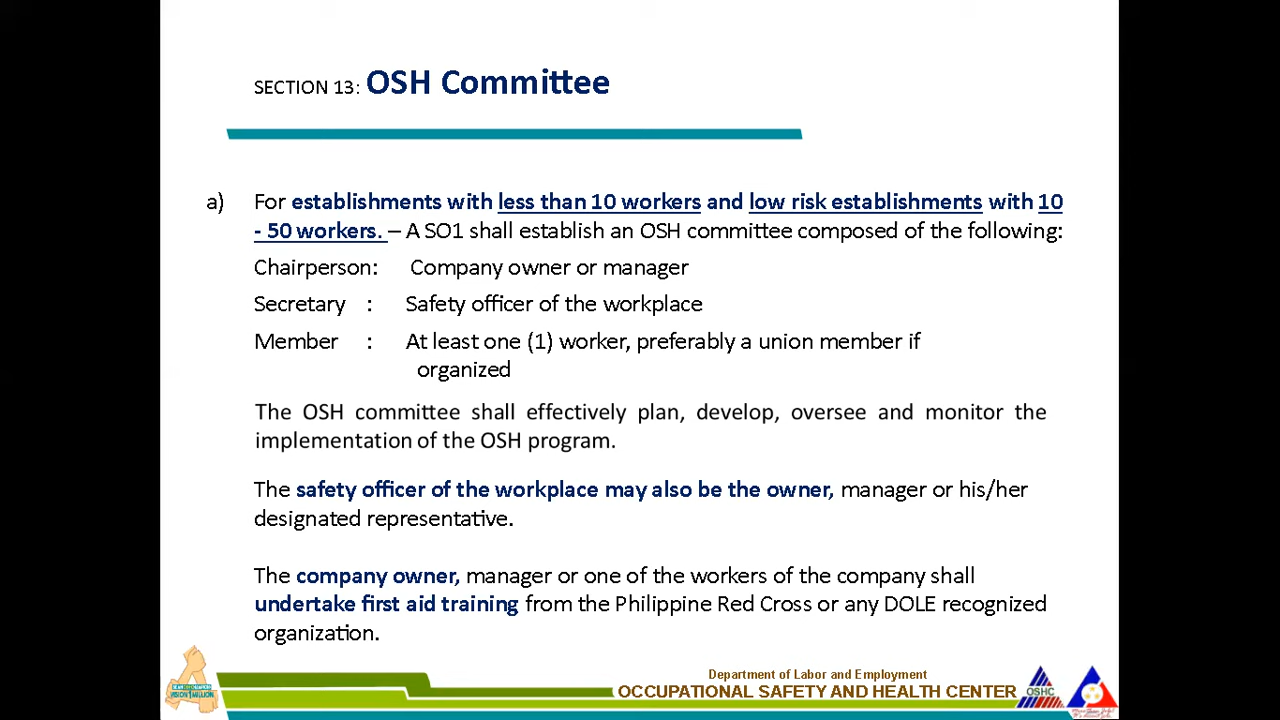 SECTION 13: OSH Committee
a) For establishments with less than 10 workers and low risk establishments with 10
- 50 workers. – A SO1 shall establish an OSH committee composed of the following:
Chairperson: Company owner or manager
Secretary : Safety officer of the workplace
Member : At least one (1) worker, preferably a union member if
organized
The OSH committee shall effectively plan, develop, oversee and monitor the
implementation of the OSH program.
The safety officer of the workplace may also be the owner, manager or his/her
designated representative.
The company owner, manager or one of the workers of the company shall
undertake first aid training from the Philippine Red Cross or any DOLE recognized
organization.
Department of Labor and Employment
OCCUPATIONAL SAFETY AND HEALTH CENTER
OSHC
VISION 1 MILLION